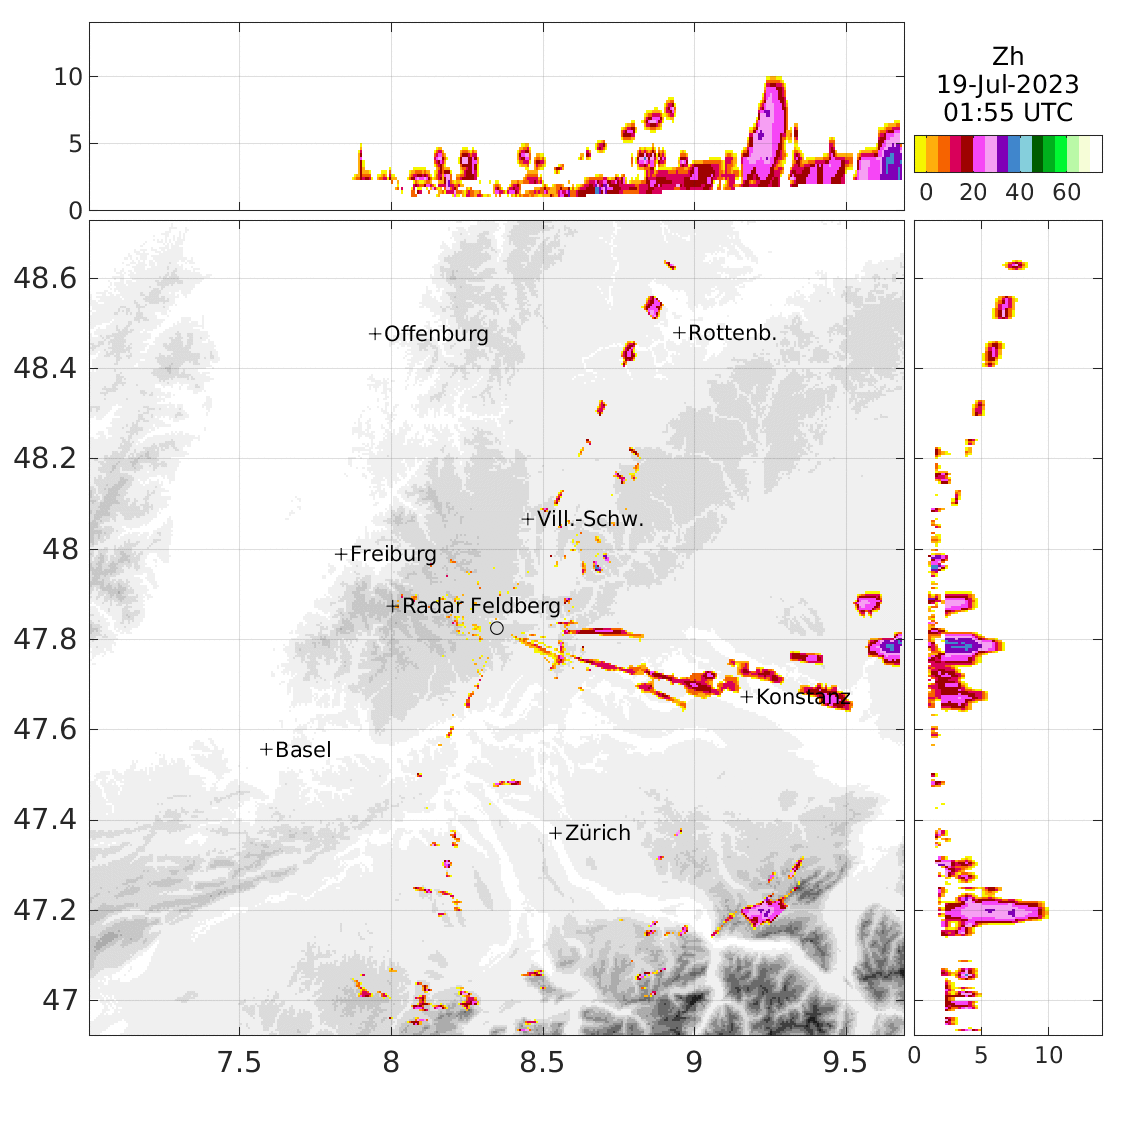 Zh
19-Jul-2023
01:55 UTC
0 20 40 60
10
5
0
48.6
48.4
48.2
48
47.8
47.6
47.4
47.2
47
+Offenburg
+Rottenb.
+Vill.-Schw.
+Freiburg
+Radar Feldberg
+Konstanz
+Basel
+Zürich
7.5 8 8.5 9 9.5
0 5 10